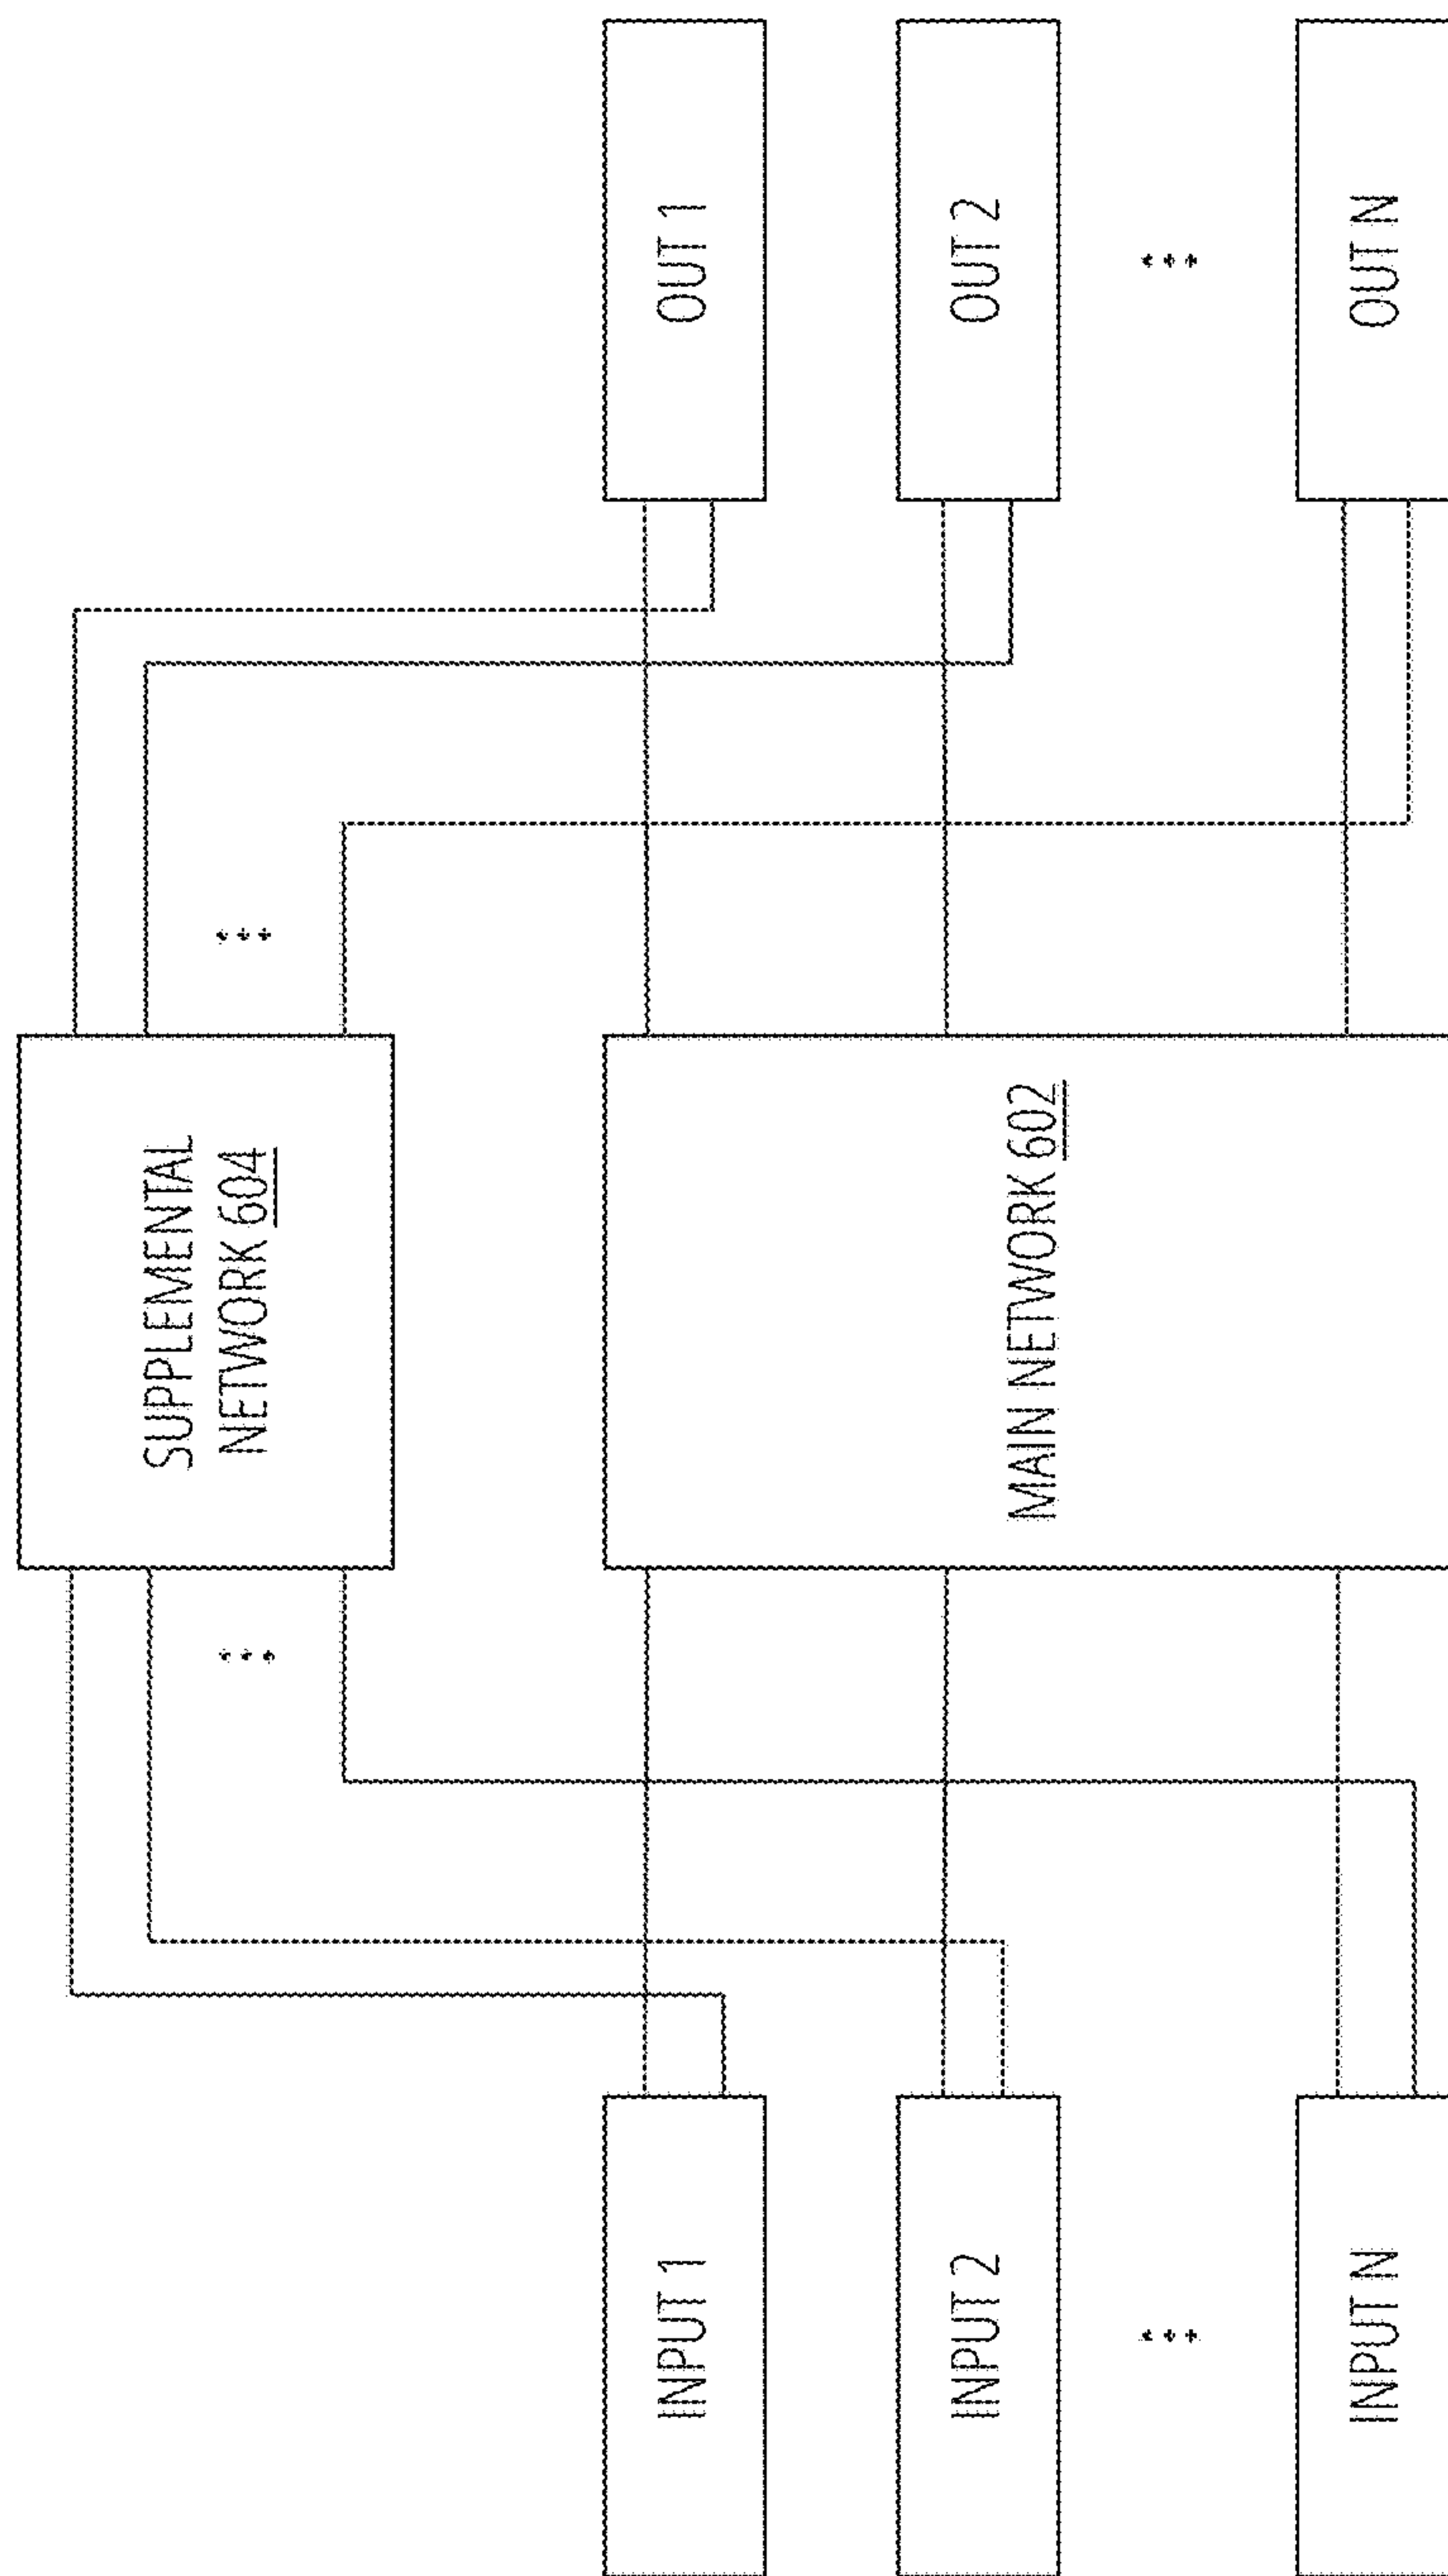 SUPPLEMENTAL
NETWORK 604
INPUT 1
MAIN NETWORK 602
OUT 1
INPUT 2
OUT 2
INPUT N
OUT N